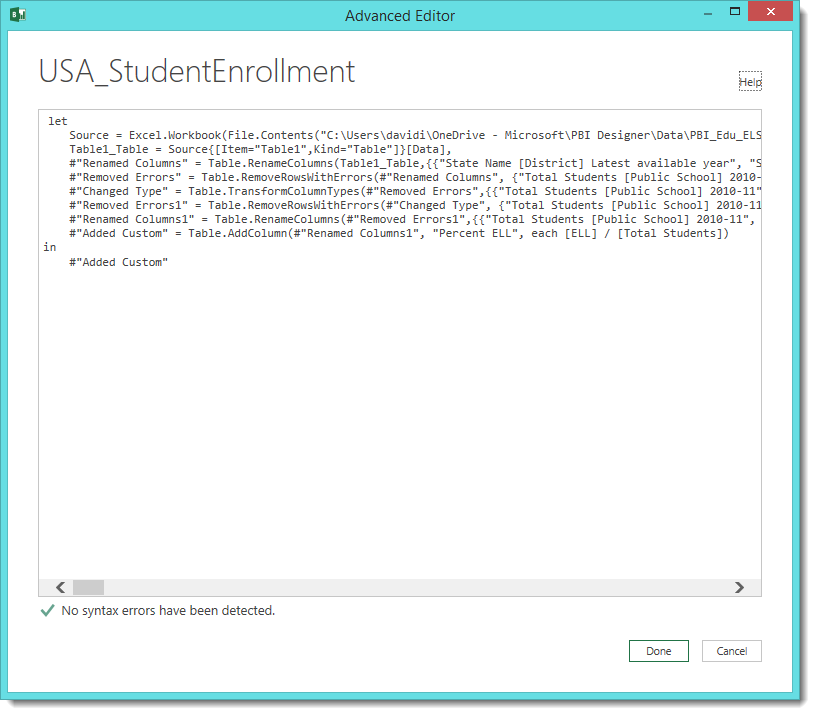 Advanced Editor
USA_StudentEnrollment
Help
let
Source = Excel.Workbook(File.Contents("C:\Users\davidi\OneDrive - Microsoft\PBI Designer\Data\PBI_Edu_ELS
Table1_Table = Source{[Item="Table1",Kind="Table"]}[Data],
#"Renamed Columns" = Table.RenameColumns(Table1_Table,{{"State Name [District] Latest available year", "S
#"Removed Errors" = Table.RemoveRowsWithErrors(#"Renamed Columns", {"Total Students [Public School] 2010-
#"Changed Type" = Table.TransformColumnTypes(#"Removed Errors",{{"Total Students [Public School] 2010-11"
#"Removed Errors1" = Table.RemoveRowsWithErrors(#"Changed Type", {"Total Students [Public School] 2010-11
#"Renamed Columns1" = Table.RenameColumns(#"Removed Errors1",{{"Total Students [Public School] 2010-11",
#"Added Custom" = Table.AddColumn(#"Renamed Columns1", "Percent ELL", each [ELL] / [Total Students])
in
#"Added Custom"
No syntax errors have been detected.
Done
Cancel